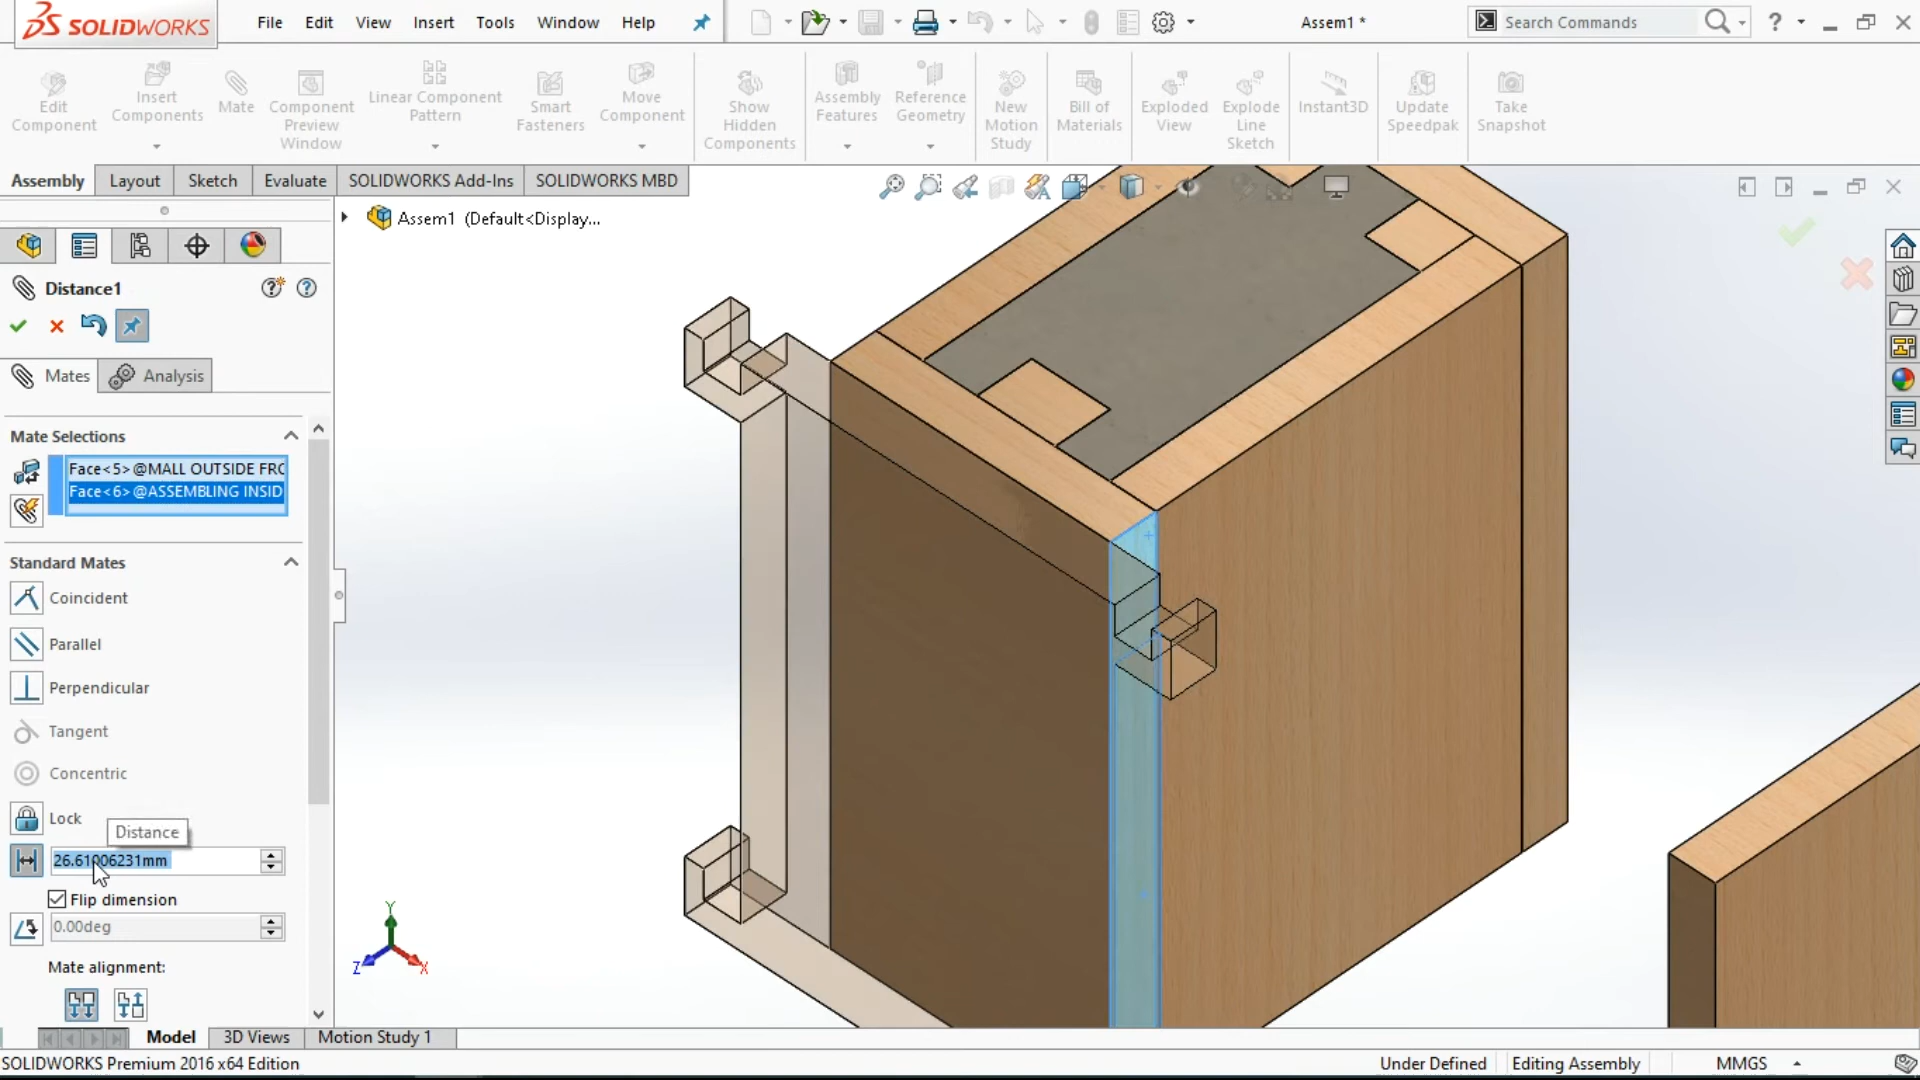 SOLIDWORKS File Edit View Insert Tools Window Help Assem1 * Search Commands ?
Edit Component
Insert Components
Mate
Component Preview Window
Linear Component Pattern
Smart Fasteners
Move Component
Show Hidden Components
Assembly Features
Reference Geometry
New Motion Study
Bill of Materials
Exploded View
Explode Line Sketch
Instant3D
Update Speedpak
Take Snapshot
Assembly Layout Sketch Evaluate SOLIDWORKS Add-Ins SOLIDWORKS MBD
Assem1 (Default<Display...
Distance1
Mates Analysis
Mate Selections
Face<5>@MALL OUTSIDE FRO
Face<6>@ASSEMBLING INSID
Standard Mates
Coincident
Parallel
Perpendicular
Tangent
Concentric
Lock
Distance
26.61006231mm
Flip dimension
0.00deg
Mate alignment:
Y
Z
X
Model 3D Views Motion Study 1
SOLIDWORKS Premium 2016 x64 Edition Under Defined Editing Assembly MMGS